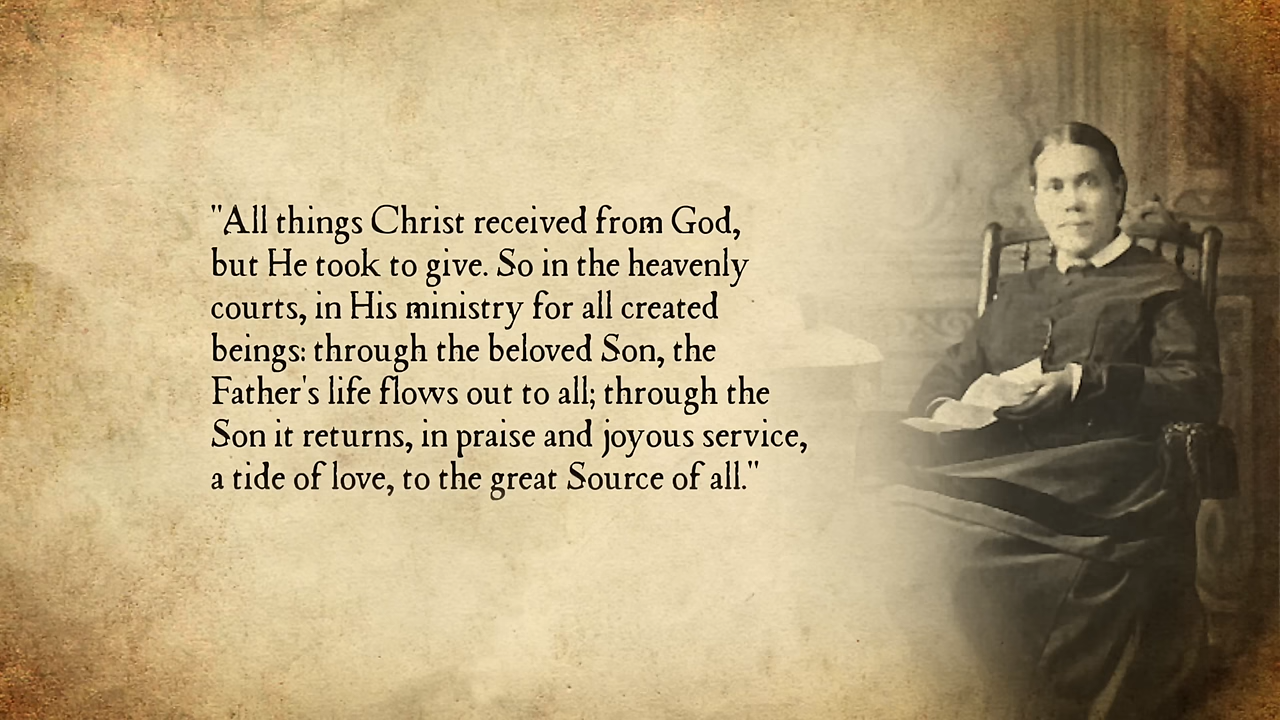 "All things Christ received from God,
but He took to give. So in the heavenly
courts, in His ministry for all created
beings: through the beloved Son, the
Father's life flows out to all; through the
Son it returns, in praise and joyous service,
a tide of love, to the great Source of all."